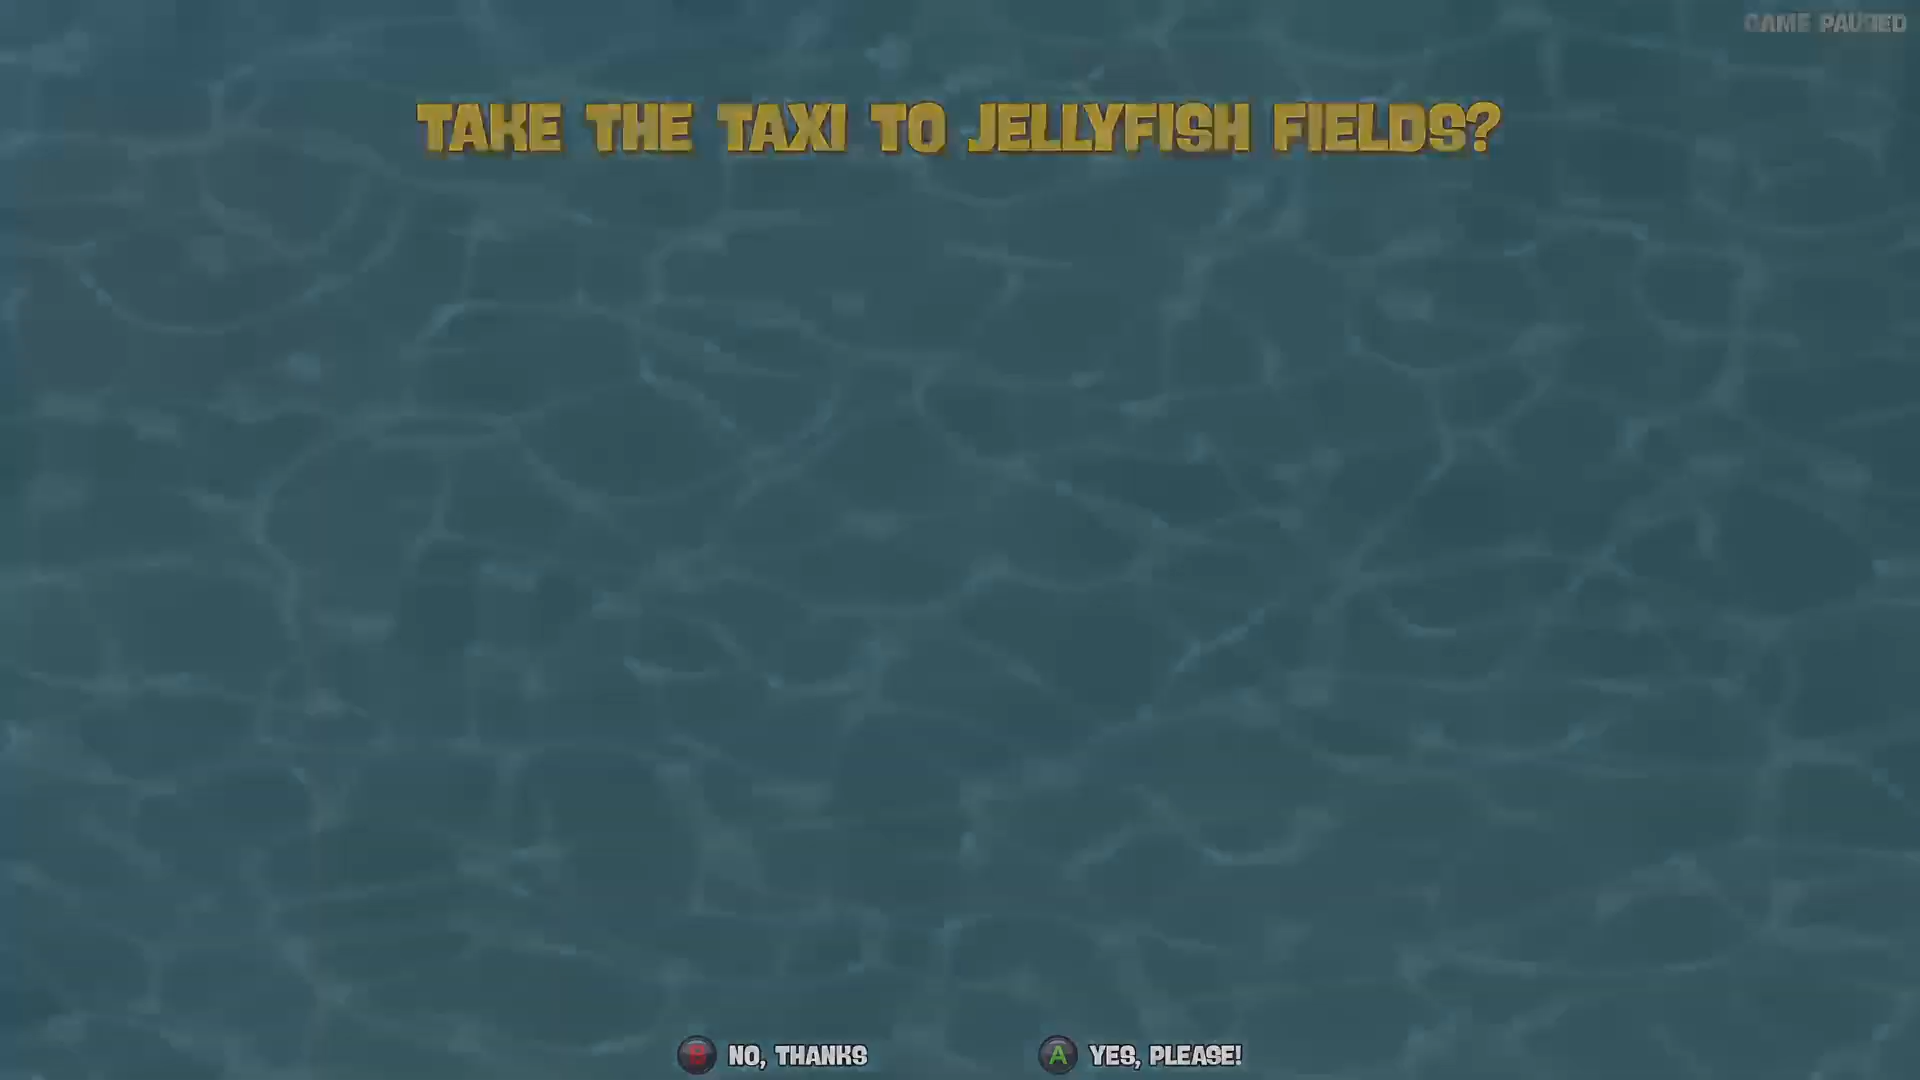 GAME PAUSED
TAKE THE TAXI TO JELLYFISH FIELDS?
B NO, THANKS
A YES, PLEASE!